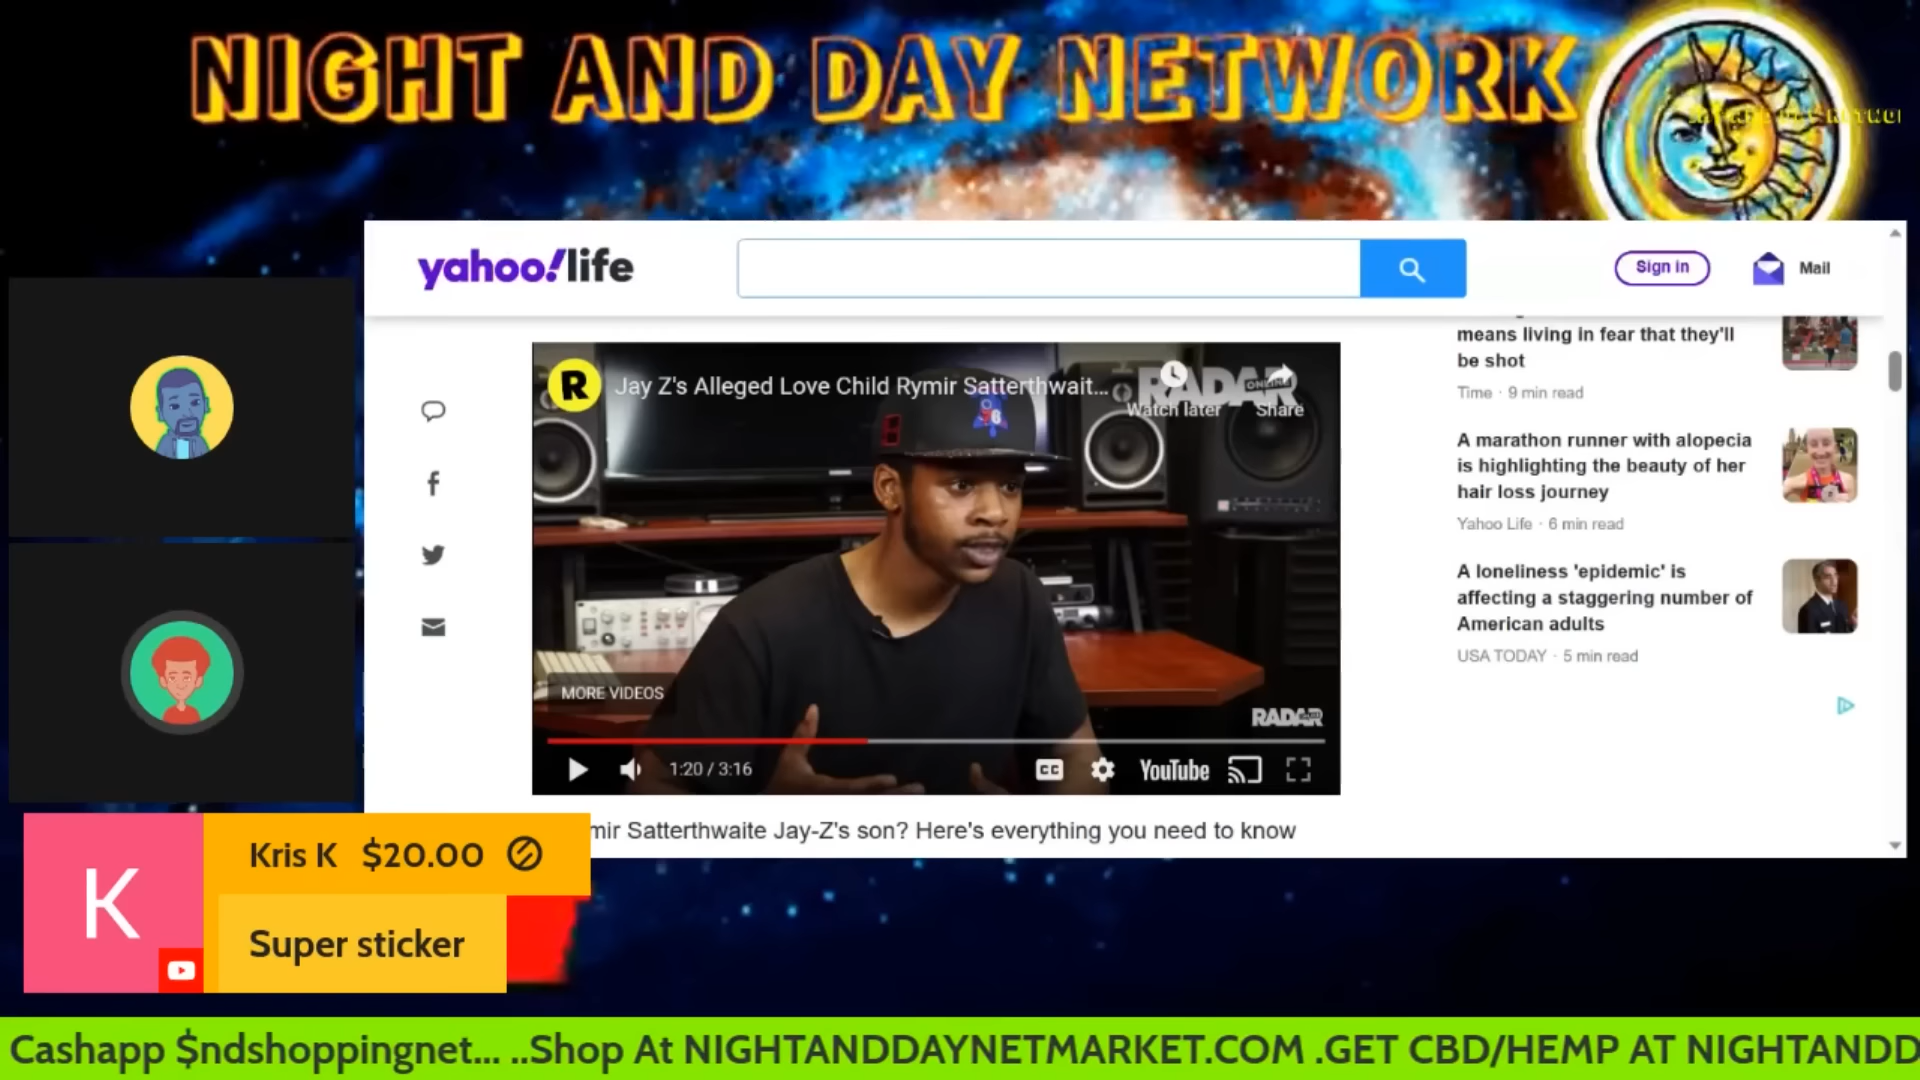 NIGHT AND DAY NETWORK
yahoo!life
Sign in
Mail
means living in fear that they'll
be shot
Time · 9 min read
A marathon runner with alopecia
is highlighting the beauty of her
hair loss journey
Yahoo Life · 6 min read
A loneliness 'epidemic' is
affecting a staggering number of
American adults
USA TODAY · 5 min read
R
Jay Z's Alleged Love Child Rymir Satterthwait...
RADAR
ONLINE
Watch later
Share
MORE VIDEOS
RADAR
1:20 / 3:16
CC
YouTube
mir Satterthwaite Jay-Z's son? Here's everything you need to know
K
Kris K $20.00
Super sticker
Cashapp $ndshoppingnet... ..Shop At NIGHTANDDAYNETMARKET.COM .GET CBD/HEMP AT NIGHTANDD